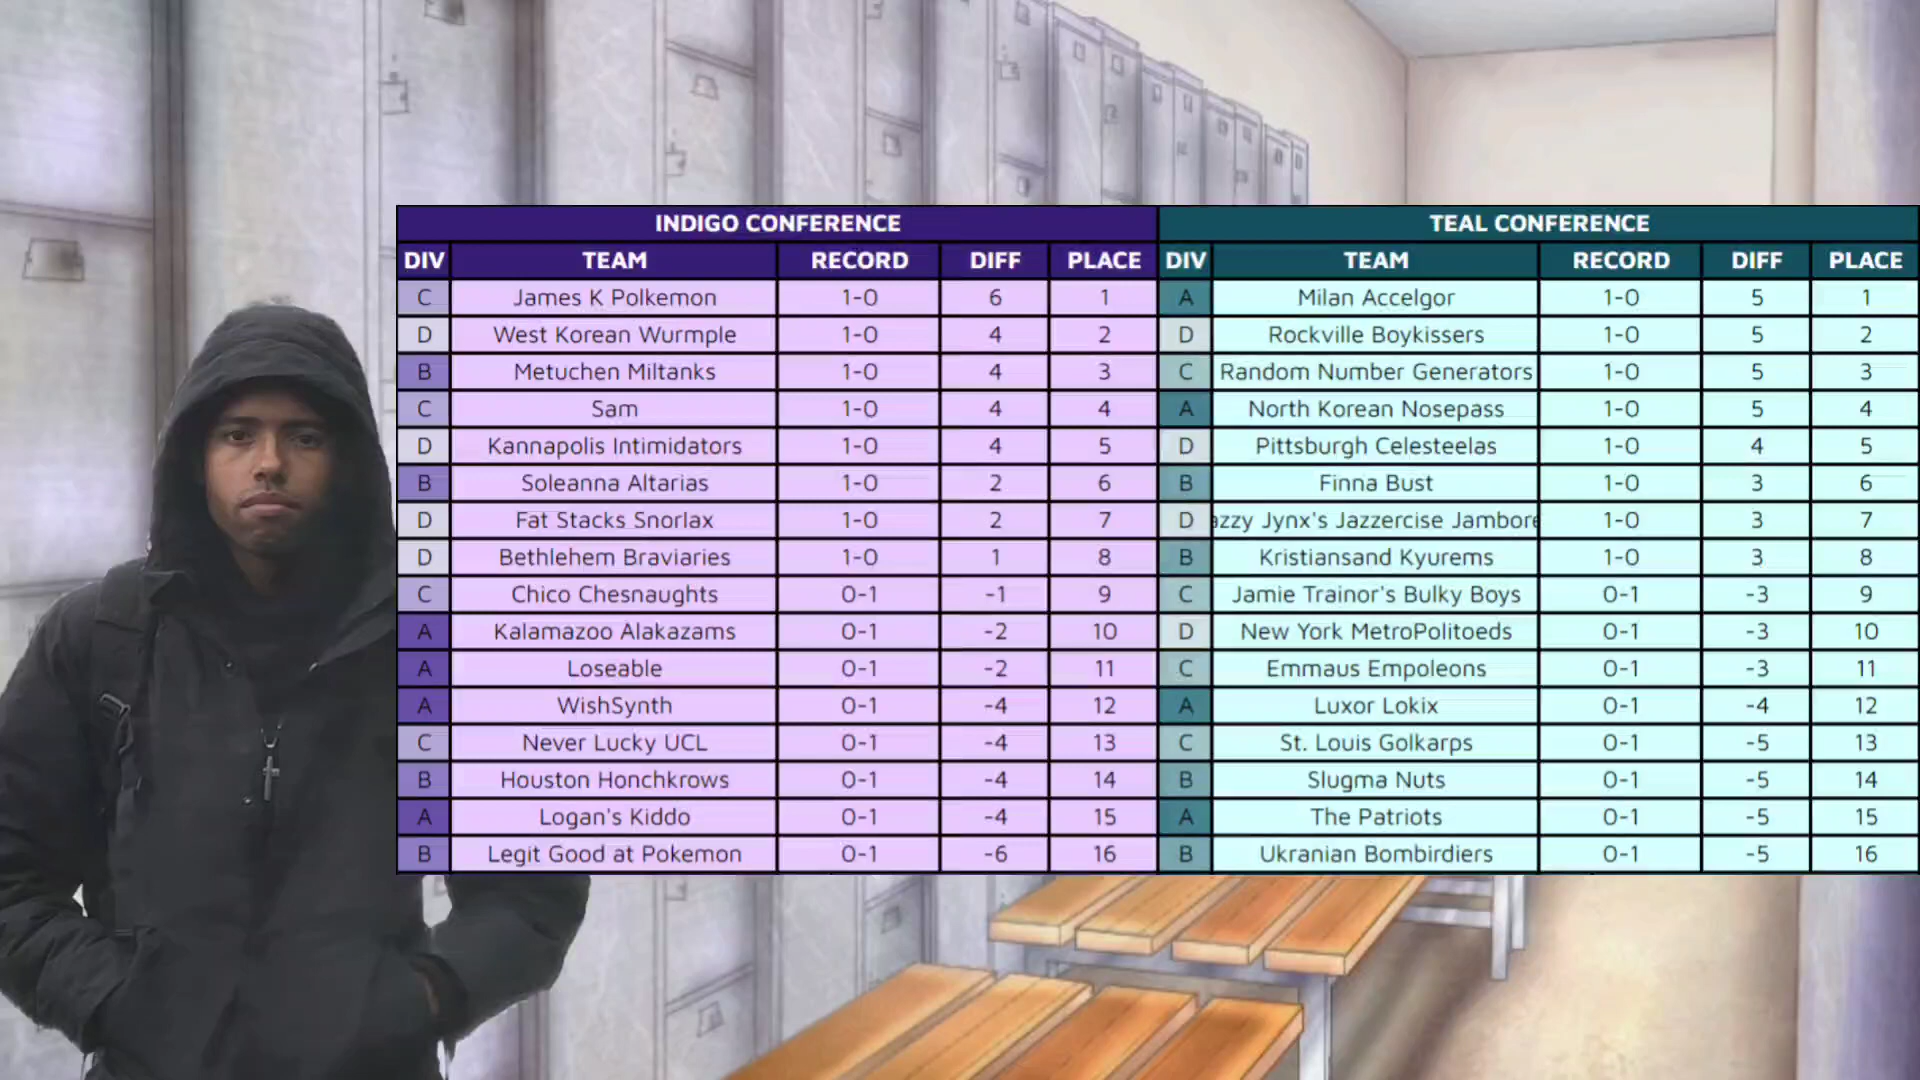 INDIGO CONFERENCE
DIV TEAM RECORD DIFF PLACE
C James K Polkemon 1-0 6 1
D West Korean Wurmple 1-0 4 2
B Metuchen Miltanks 1-0 4 3
C Sam 1-0 4 4
D Kannapolis Intimidators 1-0 4 5
B Soleanna Altarias 1-0 2 6
D Fat Stacks Snorlax 1-0 2 7
D Bethlehem Braviaries 1-0 1 8
C Chico Chesnaughts 0-1 -1 9
A Kalamazoo Alakazams 0-1 -2 10
A Loseable 0-1 -2 11
A WishSynth 0-1 -4 12
C Never Lucky UCL 0-1 -4 13
B Houston Honchkrows 0-1 -4 14
A Logan's Kiddo 0-1 -4 15
B Legit Good at Pokemon 0-1 -6 16
TEAL CONFERENCE
DIV TEAM RECORD DIFF PLACE
A Milan Accelgor 1-0 5 1
D Rockville Boykissers 1-0 5 2
C Random Number Generators 1-0 5 3
A North Korean Nosepass 1-0 5 4
D Pittsburgh Celesteelas 1-0 4 5
B Finna Bust 1-0 3 6
D azzy Jynx's Jazzercise Jambore 1-0 3 7
B Kristiansand Kyurems 1-0 3 8
C Jamie Trainor's Bulky Boys 0-1 -3 9
D New York MetroPolitoeds 0-1 -3 10
C Emmaus Empoleons 0-1 -3 11
A Luxor Lokix 0-1 -4 12
C St. Louis Golkarps 0-1 -5 13
B Slugma Nuts 0-1 -5 14
A The Patriots 0-1 -5 15
B Ukranian Bombirdiers 0-1 -5 16